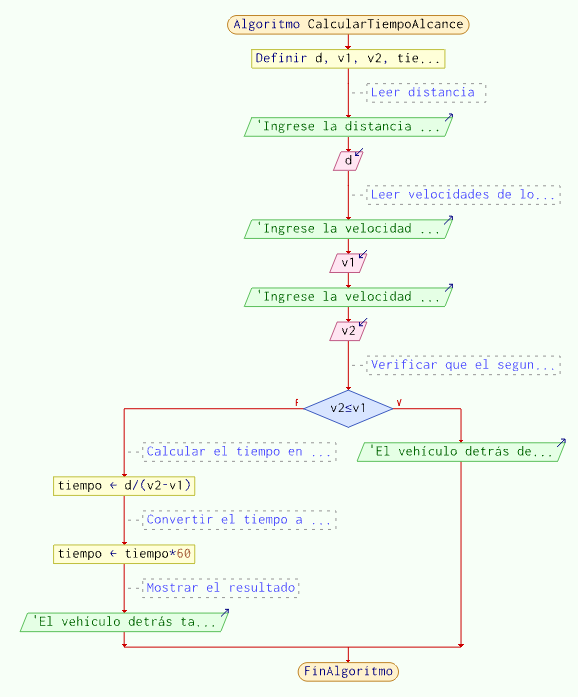 Algoritmo CalcularTiempoAlcance
Definir d, v1, v2, tie...
Leer distancia
'Ingrese la distancia ...
d
Leer velocidades de lo...
'Ingrese la velocidad ...
v1
'Ingrese la velocidad ...
v2
Verificar que el segun...
F
V
v2≤v1
Calcular el tiempo en ...
'El vehículo detrás de...
tiempo ← d/(v2-v1)
Convertir el tiempo a ...
tiempo ← tiempo*60
Mostrar el resultado
'El vehículo detrás ta...
FinAlgoritmo